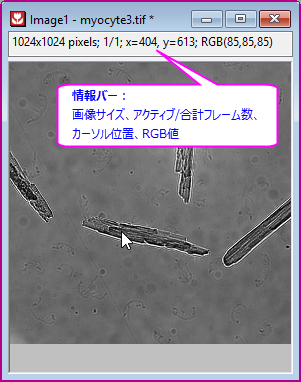 Image1 - myocyte3.tif *
1024x1024 pixels; 1/1; x=404, y=613; RGB(85,85,85)
情報バー：
画像サイズ、アクティブ/合計フレーム数、
カーソル位置、RGB値